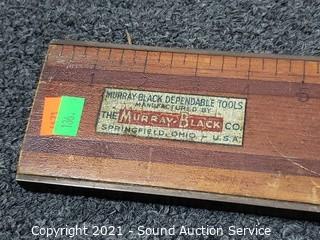 MURRAY-BLACK DEPENDABLE TOOLS
MANUFACTURED BY
THE MURRAY-BLACK CO.
SPRINGFIELD, OHIO - U.S.A.
Copyright 2021 - Sound Auction Service